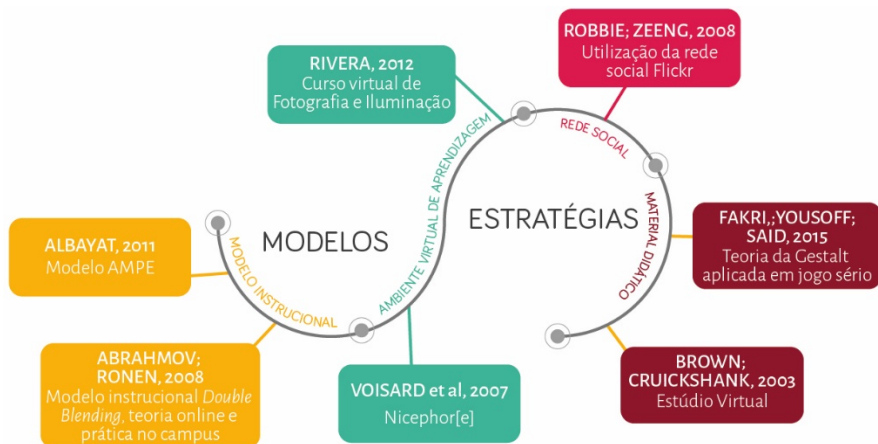 ROBBIE; ZEENG, 2008
Utilização da rede
social Flickr
RIVERA, 2012
Curso virtual de
Fotografia e Iluminação
REDE SOCIAL
AMBIENTE VIRTUAL DE APRENDIZAGEM
MODELOS
ESTRATÉGIAS
MATERIAL DIDÁTICO
FAKRI,;YOUSOFF;
SAID, 2015
Teoria da Gestalt
aplicada em jogo sério
ALBAYAT, 2011
Modelo AMPE
MODELO INSTRUCIONAL
ABRAHMOV;
RONEN, 2008
Modelo instrucional Double
Blending, teoria online e
prática no campus
VOISARD et al, 2007
Nicephor[e]
BROWN;
CRUICKSHANK, 2003
Estúdio Virtual